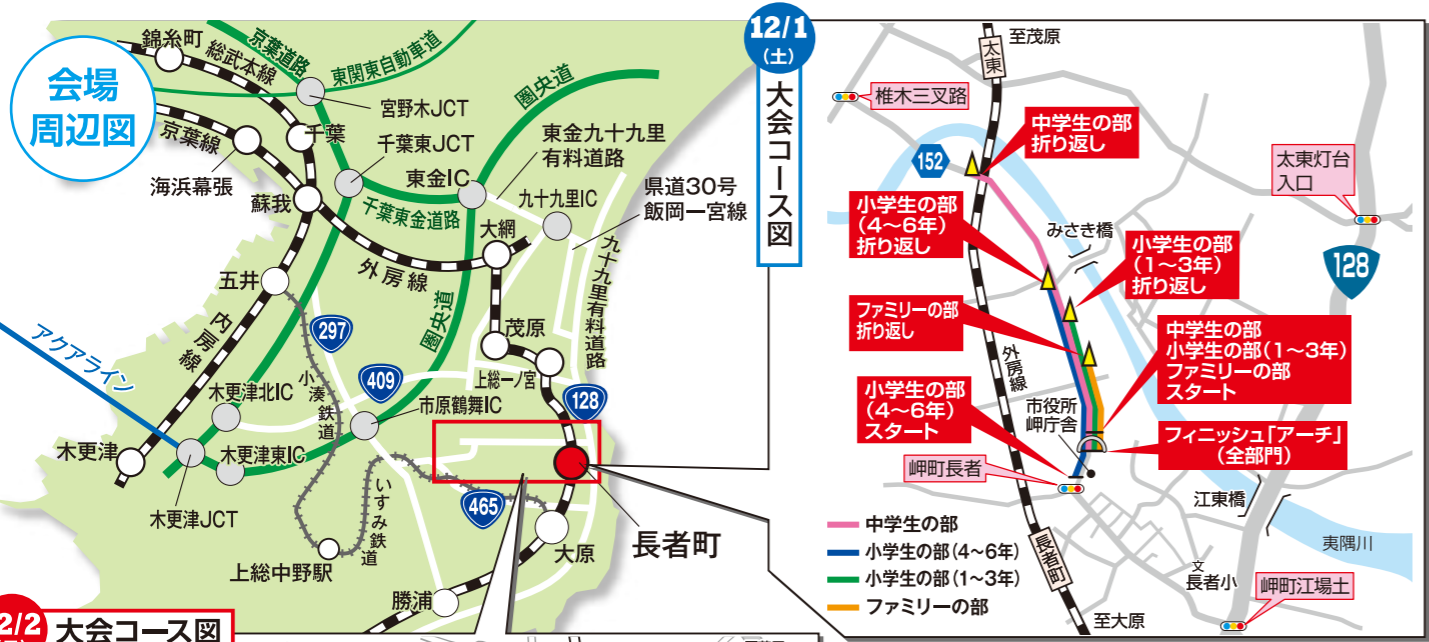 会場
周辺図
錦糸町
総武本線
京葉道路
東関東自動車道
宮野木JCT
圏央道
京葉線
千葉
千葉東JCT
東金九十九里
有料道路
海浜幕張
東金IC
九十九里IC
県道30号
飯岡一宮線
蘇我
千葉東金道路
大網
外房線
九十九里有料道路
五井
内房線
297
圏央道
茂原
アクアライン
小湊鉄道
409
上総一ノ宮
木更津北IC
市原鶴舞IC
128
木更津
木更津東IC
いすみ鉄道
465
木更津JCT
長者町
大原
上総中野駅
勝浦
2/2
大会コース図
12/1
(土)
大会コース図
至茂原
太東
椎木三叉路
中学生の部
折り返し
152
太東灯台
入口
小学生の部
(4〜6年)
折り返し
みさき橋
小学生の部
(1〜3年)
折り返し
128
ファミリーの部
折り返し
中学生の部
小学生の部(1〜3年)
ファミリーの部
スタート
外房線
小学生の部
(4〜6年)
スタート
市役所
岬庁舎
フィニッシュ「アーチ」
(全部門)
岬町長者
江東橋
中学生の部
小学生の部(4〜6年)
小学生の部(1〜3年)
ファミリーの部
長者町
夷隅川
文
長者小
岬町江場土
至大原